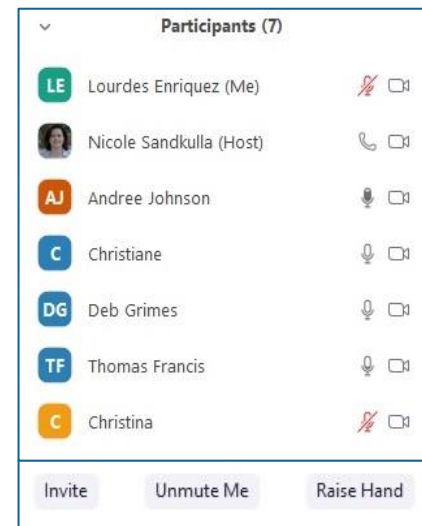 Participants (7)
LE Lourdes Enriquez (Me)
Nicole Sandkulla (Host)
AJ Andree Johnson
C Christiane
DG Deb Grimes
TF Thomas Francis
C Christina
Invite Unmute Me Raise Hand